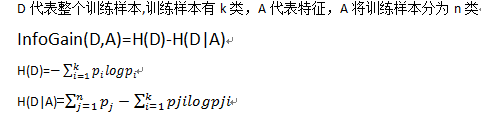 D 代表整个训练样本,训练样本有 k 类，A 代表特征，A 将训练样本分为 n 类
InfoGain(D,A)=H(D)-H(D|A)
H(D)=−∑_{i=1}^{k} p_i logp_i
H(D|A)=∑_{j=1}^{n} p_j − ∑_{i=1}^{k} pjilogpji